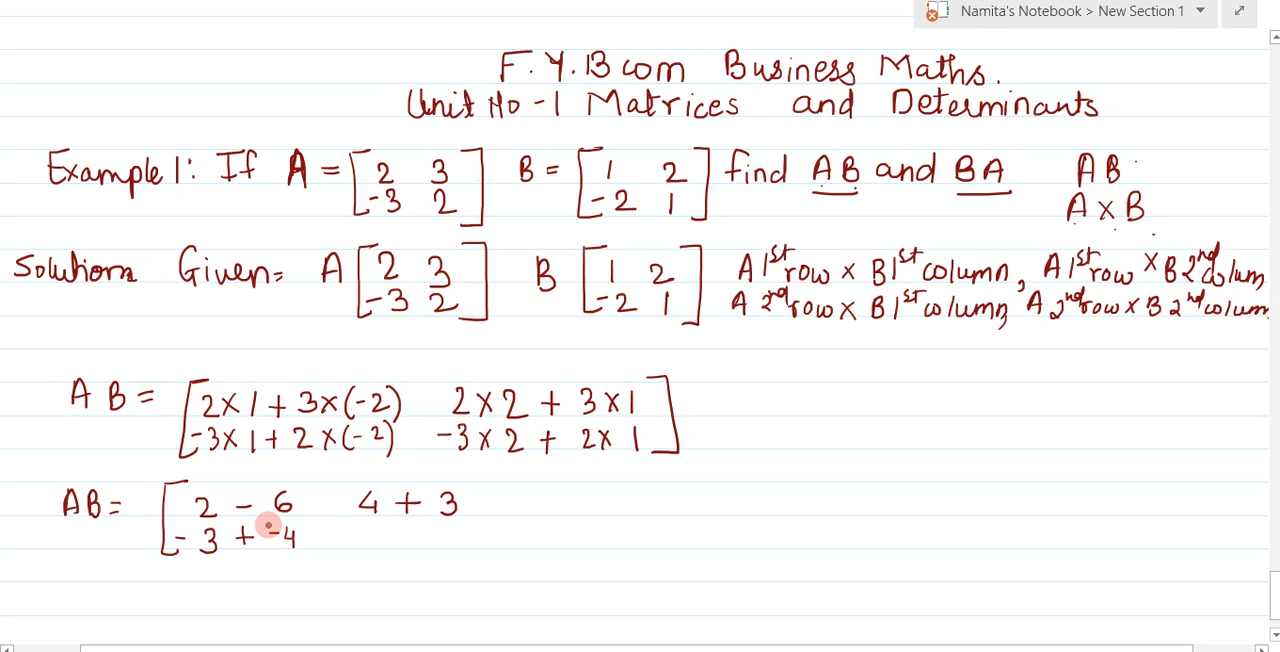 Namita's Notebook > New Section 1
F.Y.B com Business Maths.
Unit No -1 Matrices and Determinants
Example 1: If A = [2 3 B = [1 2 find AB and BA AB
-3 2] -2 1] A × B
Solution: Given= A [2 3 B [1 2 A 1st row × B 1st column, A 1st row × B 2nd colum
-3 2] -2 1] A 2nd row × B 1st column, A 2nd row × B 2nd colum
AB = [2×1 + 3×(-2) 2×2 + 3×1
-3×1 + 2×(-2) -3×2 + 2×1]
AB = [2 - 6 4 + 3
-3 + -4